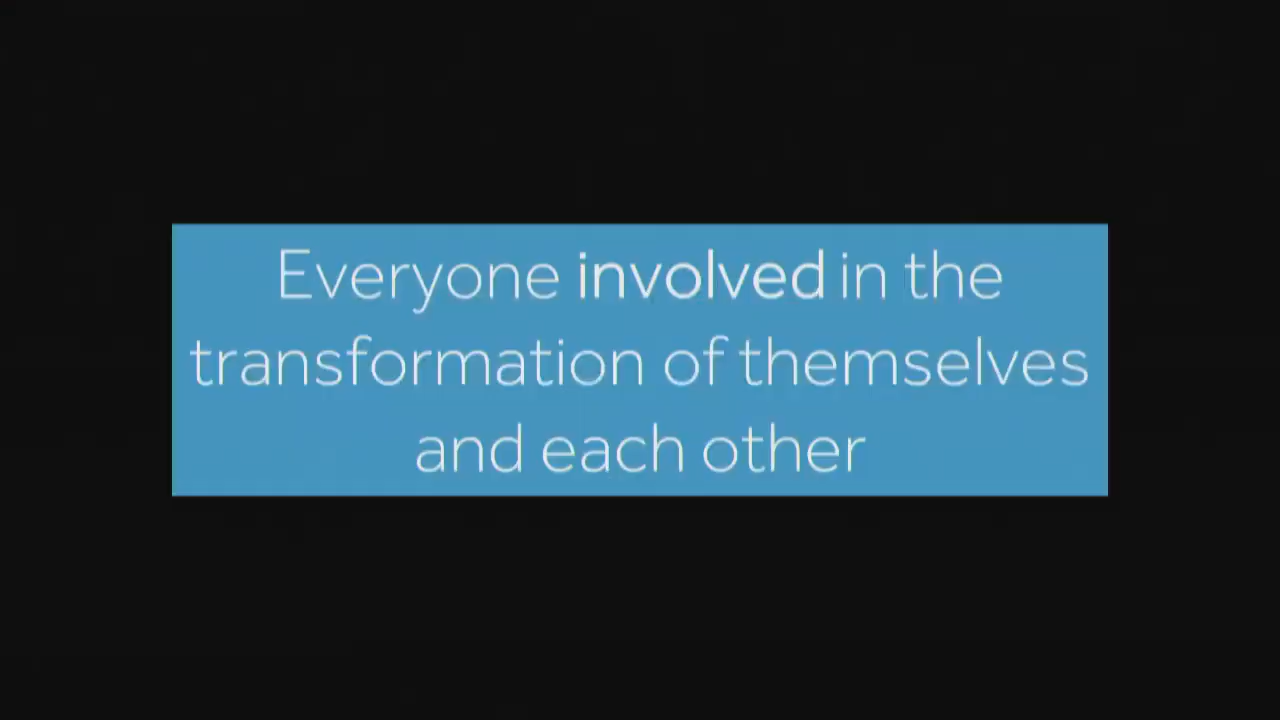 Everyone involved in the
transformation of themselves
and each other